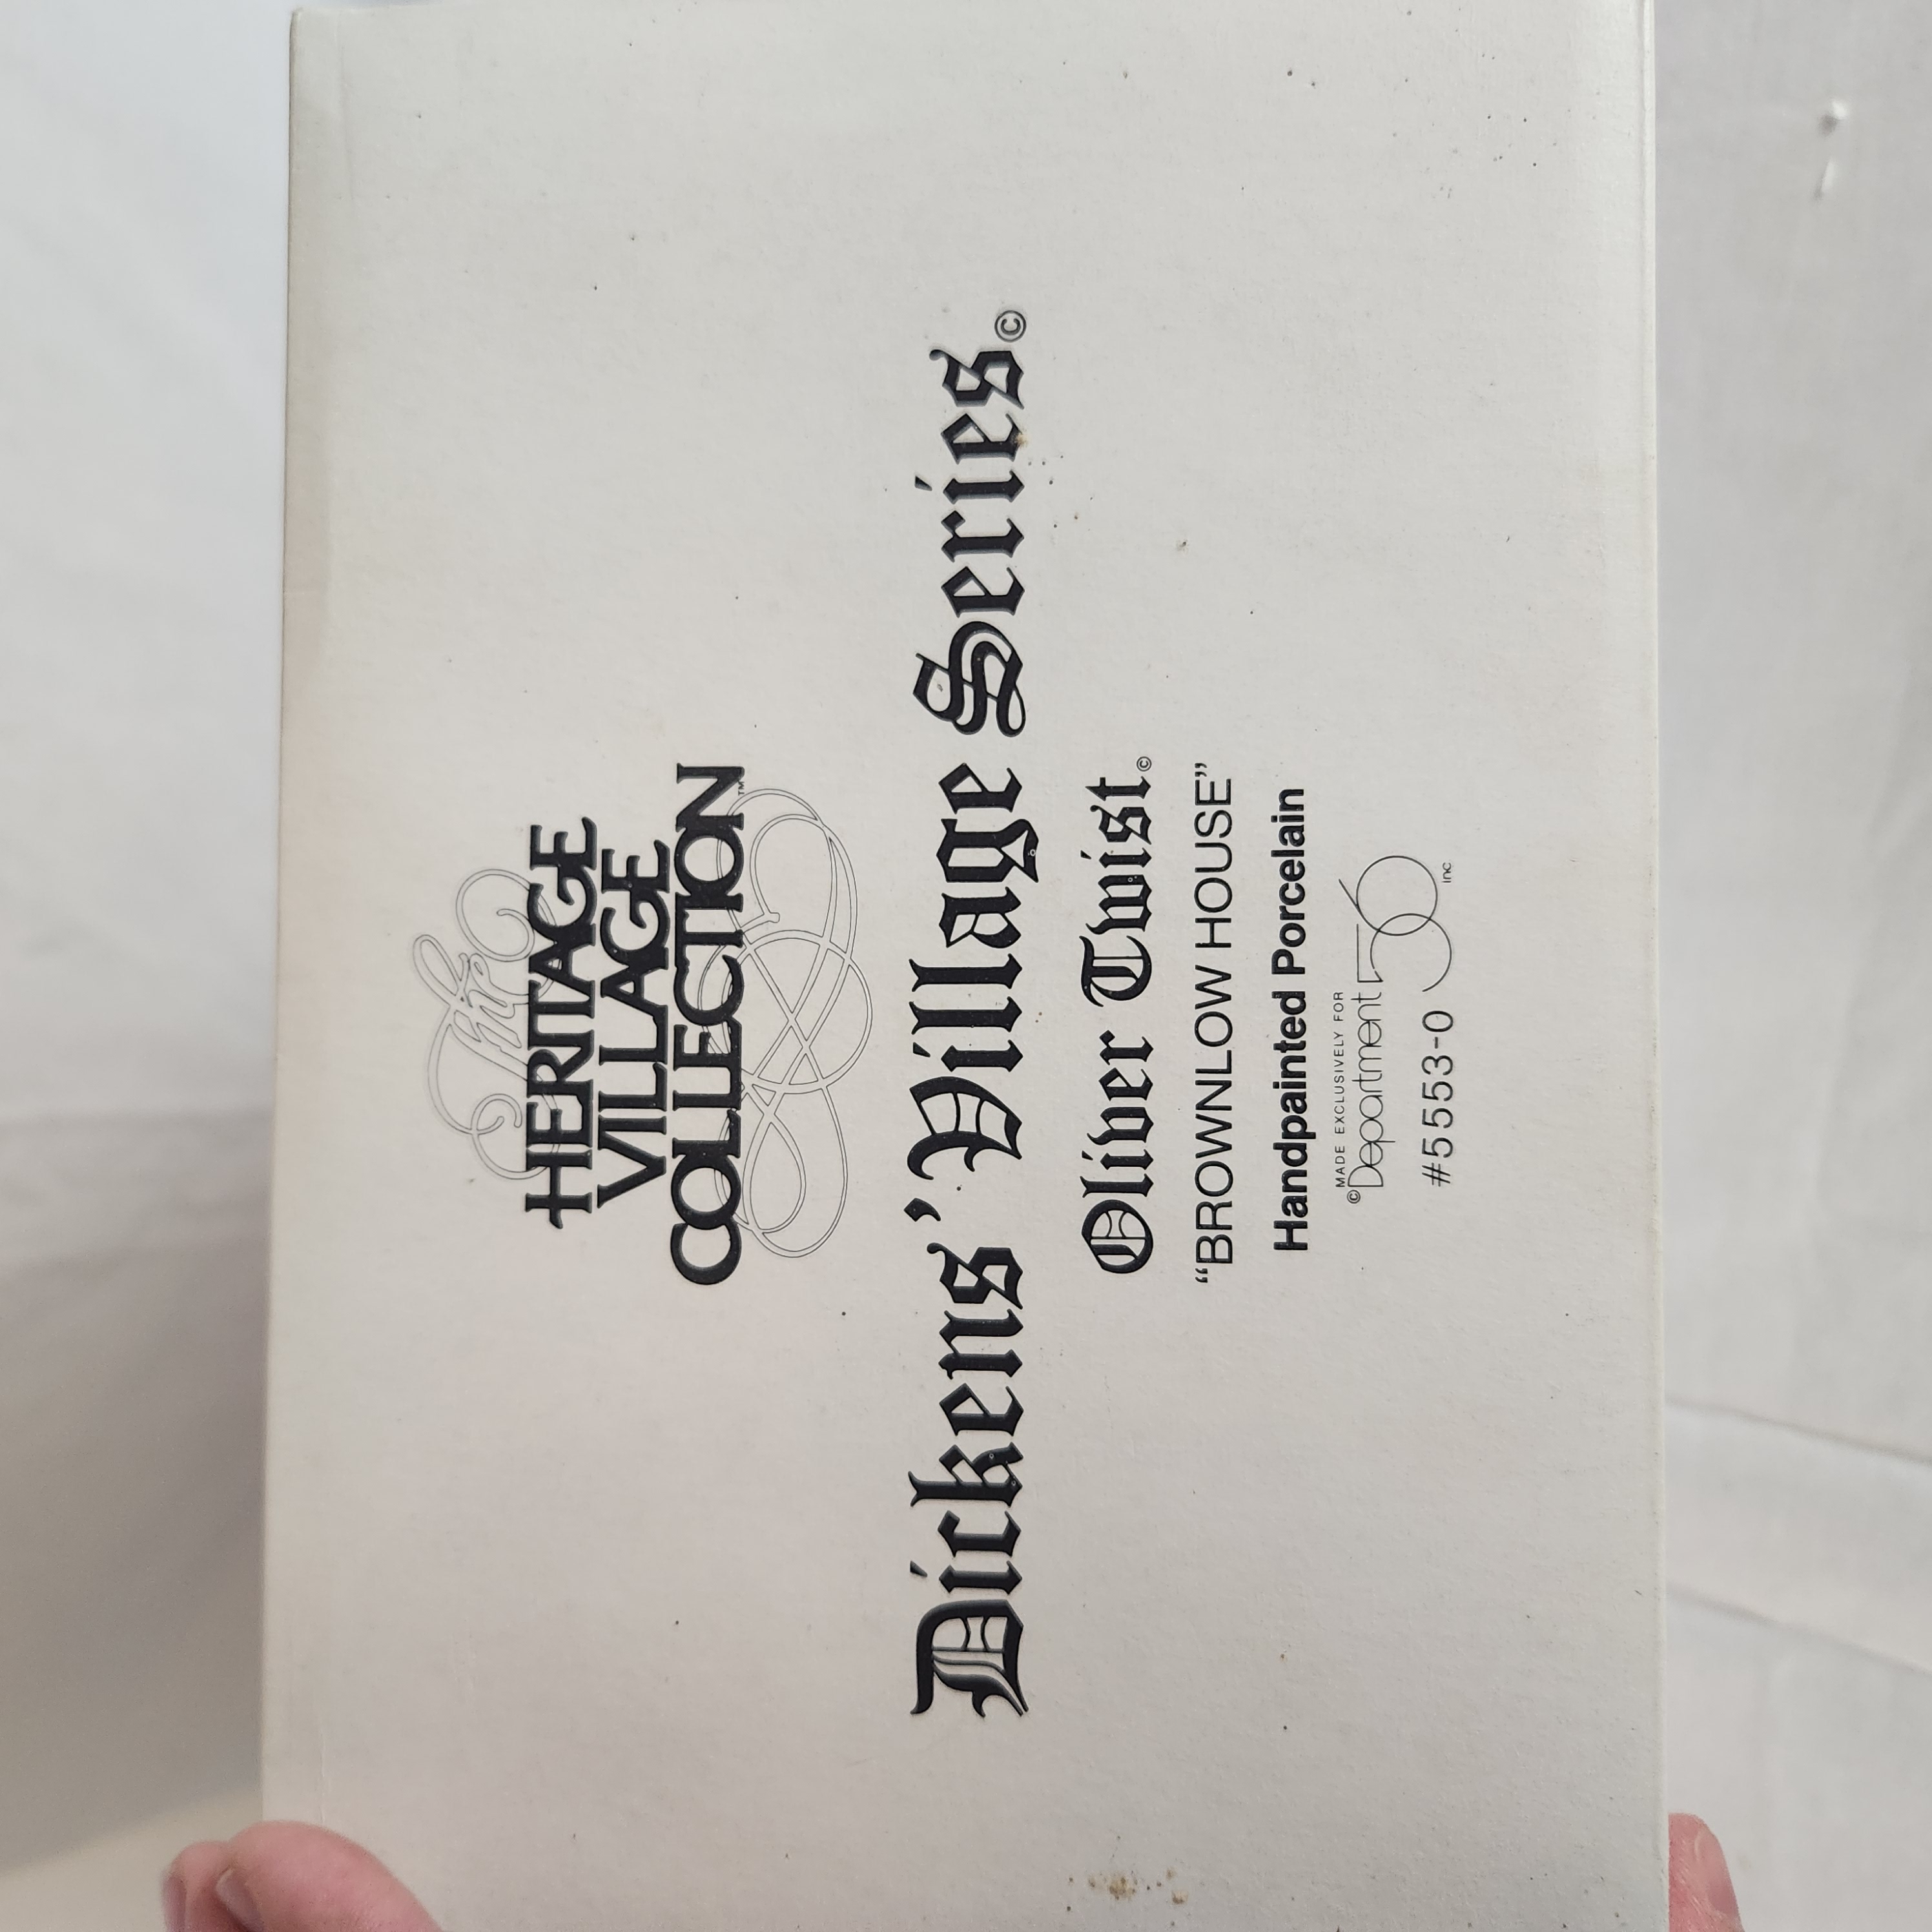 The
HERITAGE
VILLAGE
COLLECTION™
Dickens' Village Series©
Oliver Twist©
“BROWNLOW HOUSE”
Handpainted Porcelain
MADE EXCLUSIVELY FOR
©Department 56 inc
#5553-0